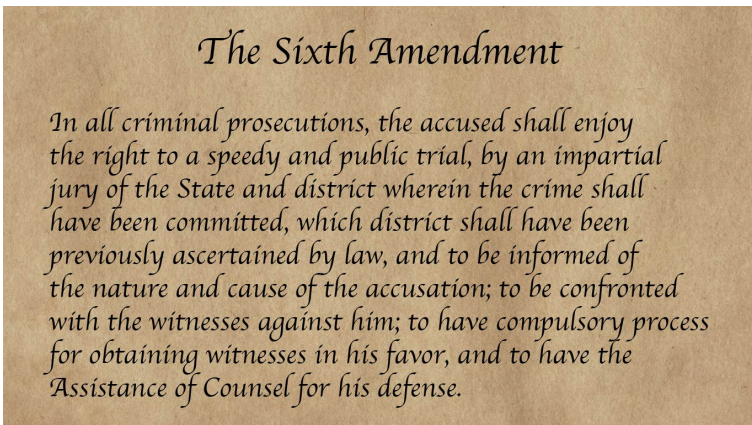 The Sixth Amendment
In all criminal prosecutions, the accused shall enjoy
the right to a speedy and public trial, by an impartial
jury of the State and district wherein the crime shall
have been committed, which district shall have been
previously ascertained by law, and to be informed of
the nature and cause of the accusation; to be confronted
with the witnesses against him; to have compulsory process
for obtaining witnesses in his favor, and to have the
Assistance of Counsel for his defense.